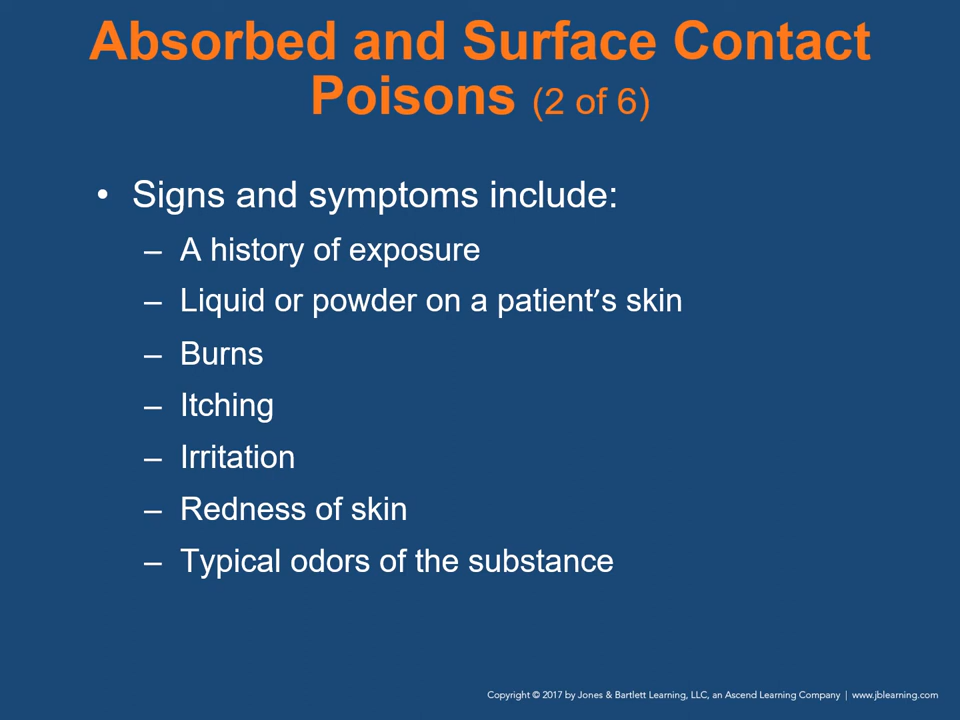 Absorbed and Surface Contact
Poisons (2 of 6)
• Signs and symptoms include:
– A history of exposure
– Liquid or powder on a patient’s skin
– Burns
– Itching
– Irritation
– Redness of skin
– Typical odors of the substance
Copyright © 2017 by Jones & Bartlett Learning, LLC, an Ascend Learning Company | www.jblearning.com